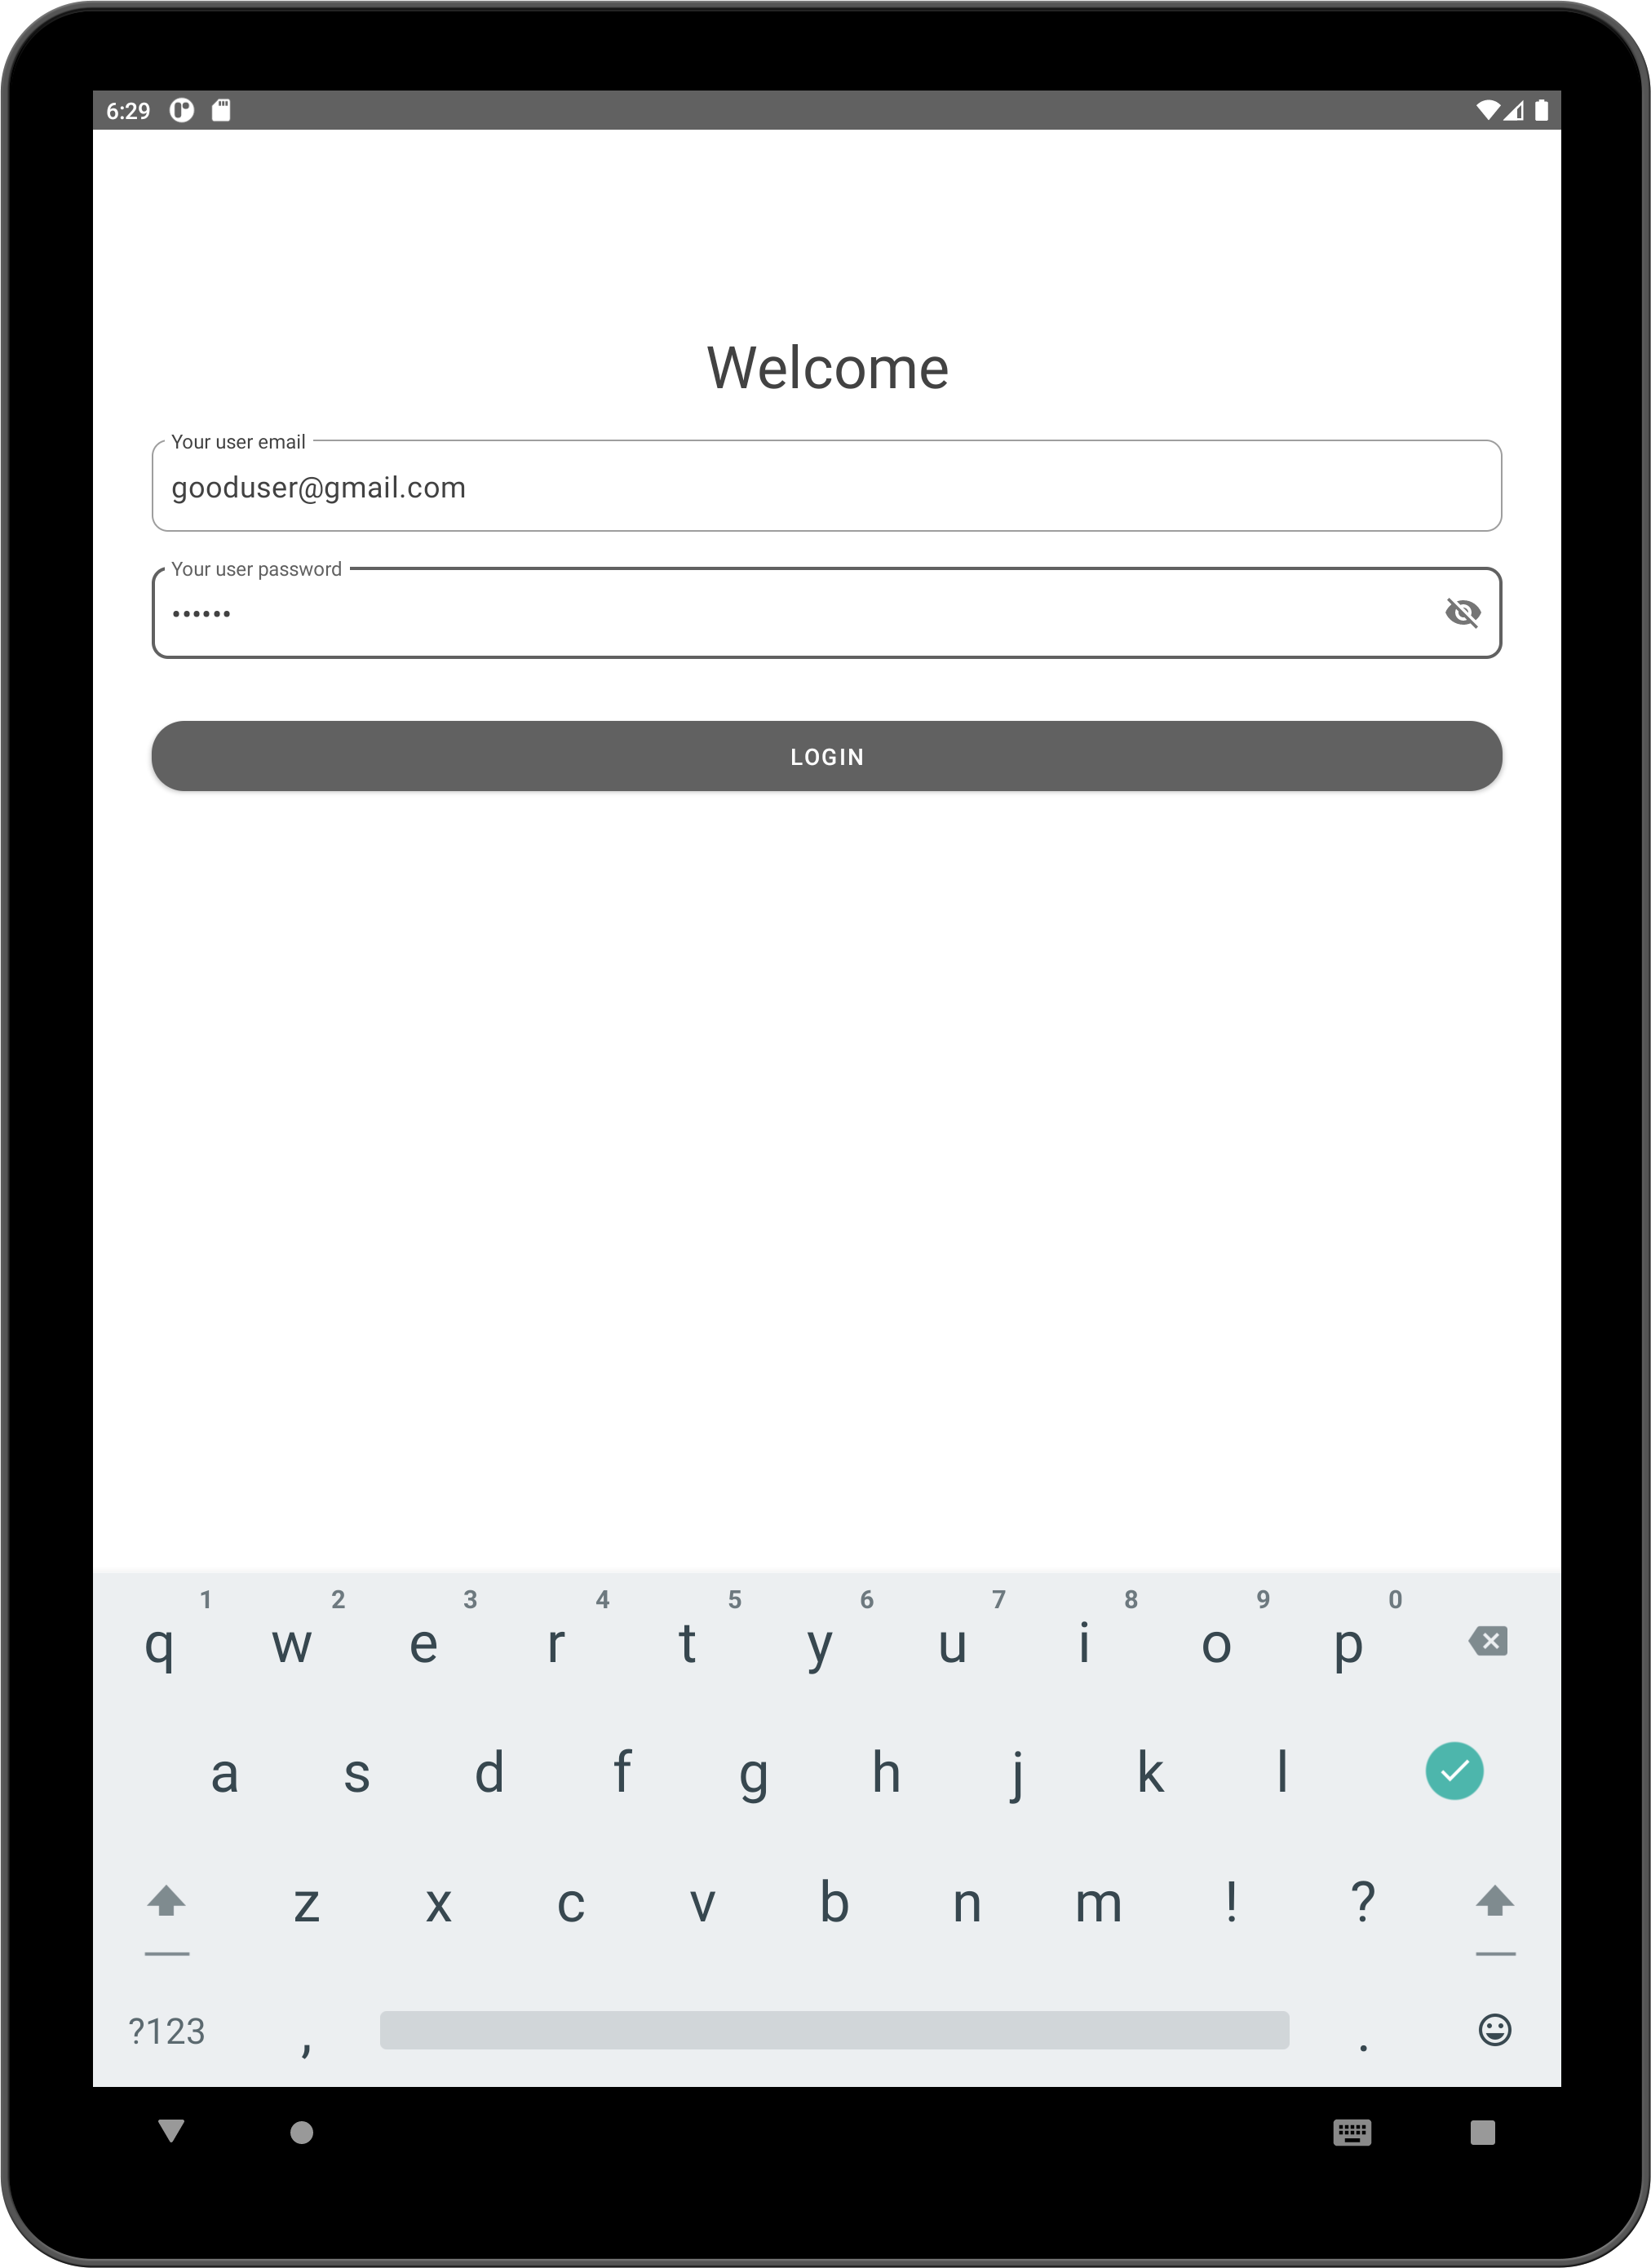 6:29
Welcome
Your user email
gooduser@gmail.com
Your user password
••••••
LOGIN
1 2 3 4 5 6 7 8 9 0
q w e r t y u i o p
a s d f g h j k l
z x c v b n m ! ?
?123 , .